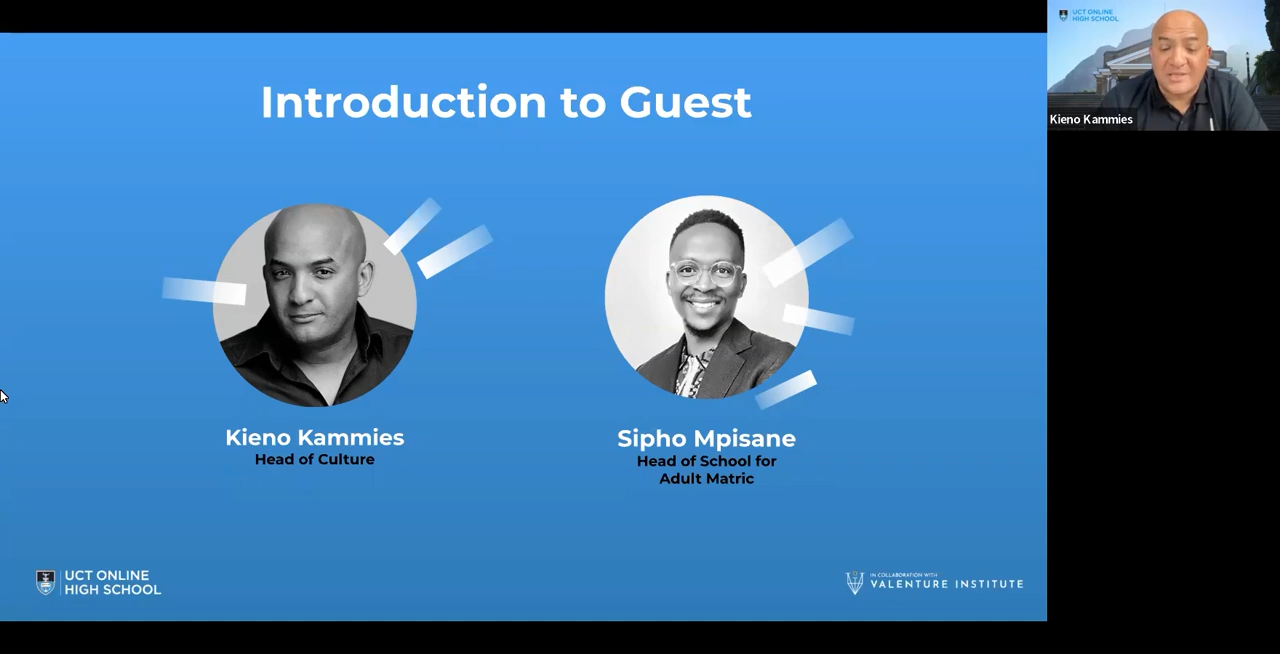 Introduction to Guest
Kieno Kammies
Head of Culture
Sipho Mpisane
Head of School for
Adult Matric
UCT ONLINE
HIGH SCHOOL
IN COLLABORATION WITH
VALENTURE INSTITUTE
UCT ONLINE
HIGH SCHOOL
Kieno Kammies